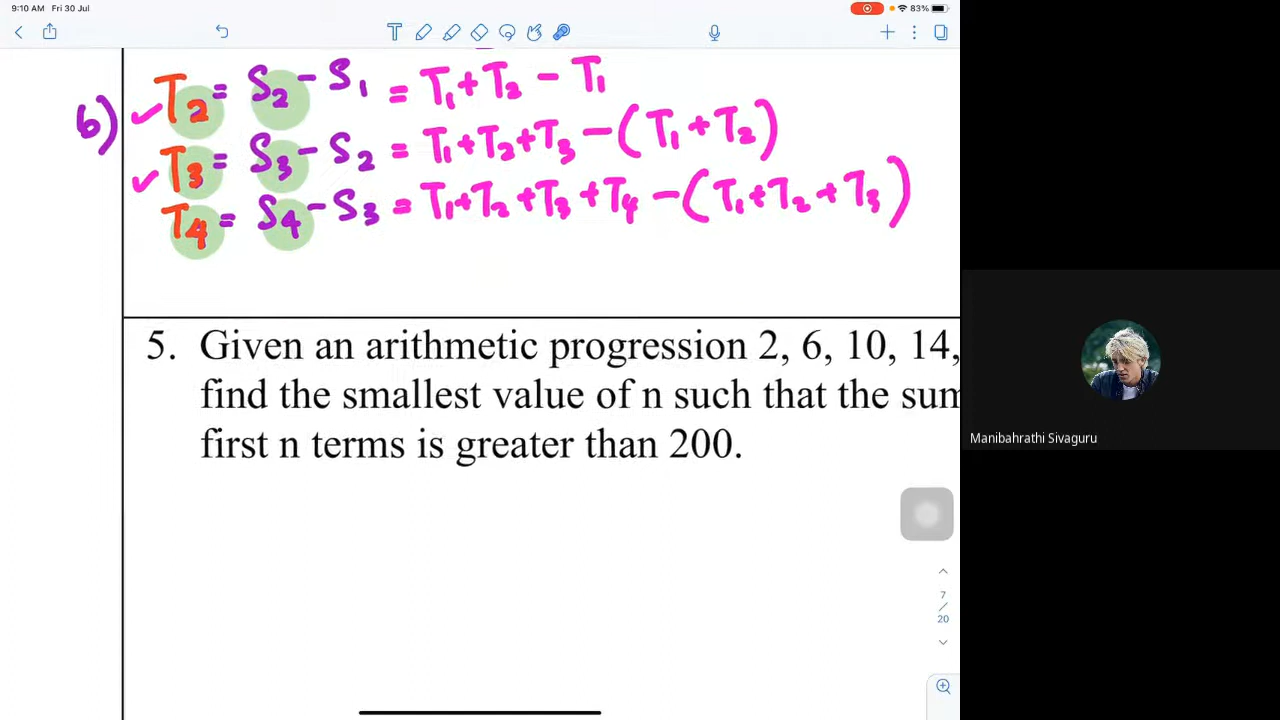 9:10 AM Fri 30 Jul
83%
b) T2 = S2 - S1 = T1 + T2 - T1
T3 = S3 - S2 = T1 + T2 + T3 - (T1 + T2)
T4 = S4 - S3 = T1 + T2 + T3 + T4 - (T1 + T2 + T3)
5. Given an arithmetic progression 2, 6, 10, 14,
find the smallest value of n such that the sum
first n terms is greater than 200.
Manibahrathi Sivaguru
7
/
20